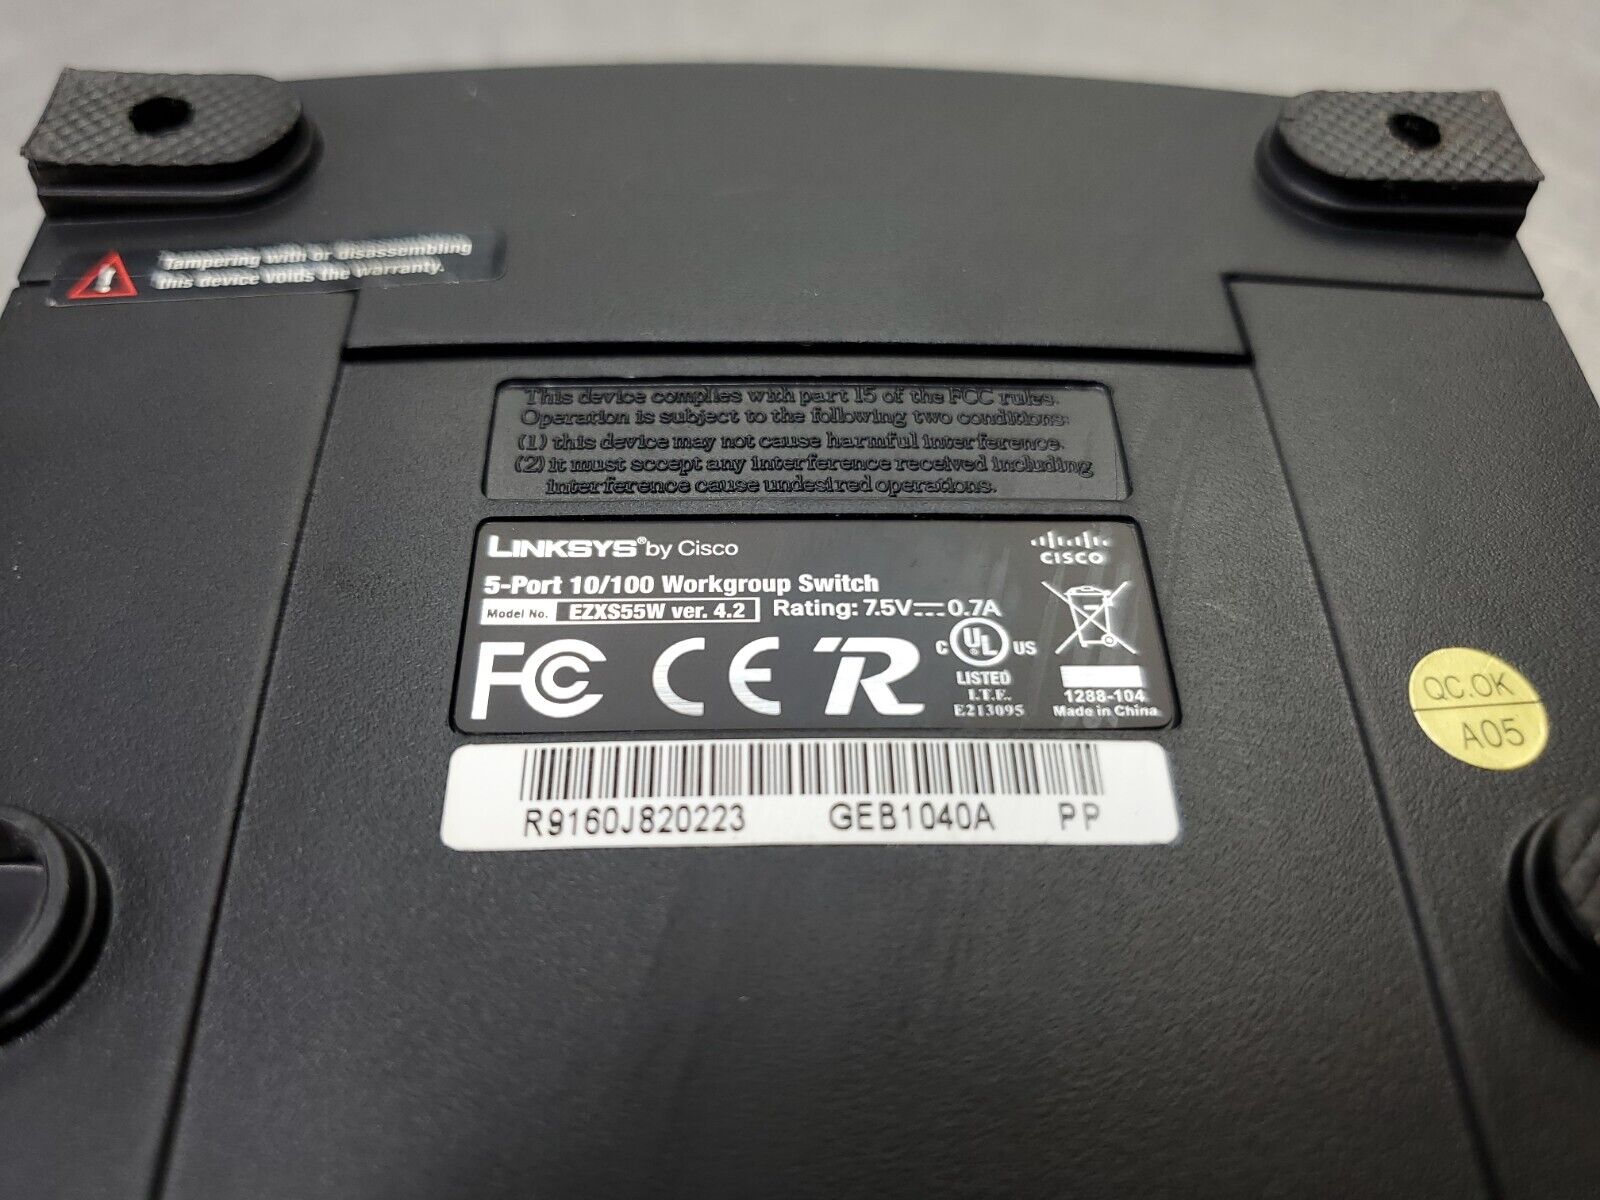 Tampering with or disassembling
this device voids the warranty.
This device complies with part 15 of the FCC rules.
Operation is subject to the following two conditions:
(1) this device may not cause harmful interference.
(2) it must sccept any interference received including
interference cause undesired operations.
LINKSYS® by Cisco
CISCO
5-Port 10/100 Workgroup Switch
Model No. EZXS55W ver. 4.2 Rating: 7.5V⎓0.7A
FC CE R C UL US
LISTED
I.T.E.
E213095
1288-104
Made in China
QC.OK
A05
R9160J820223 GEB1040A PP